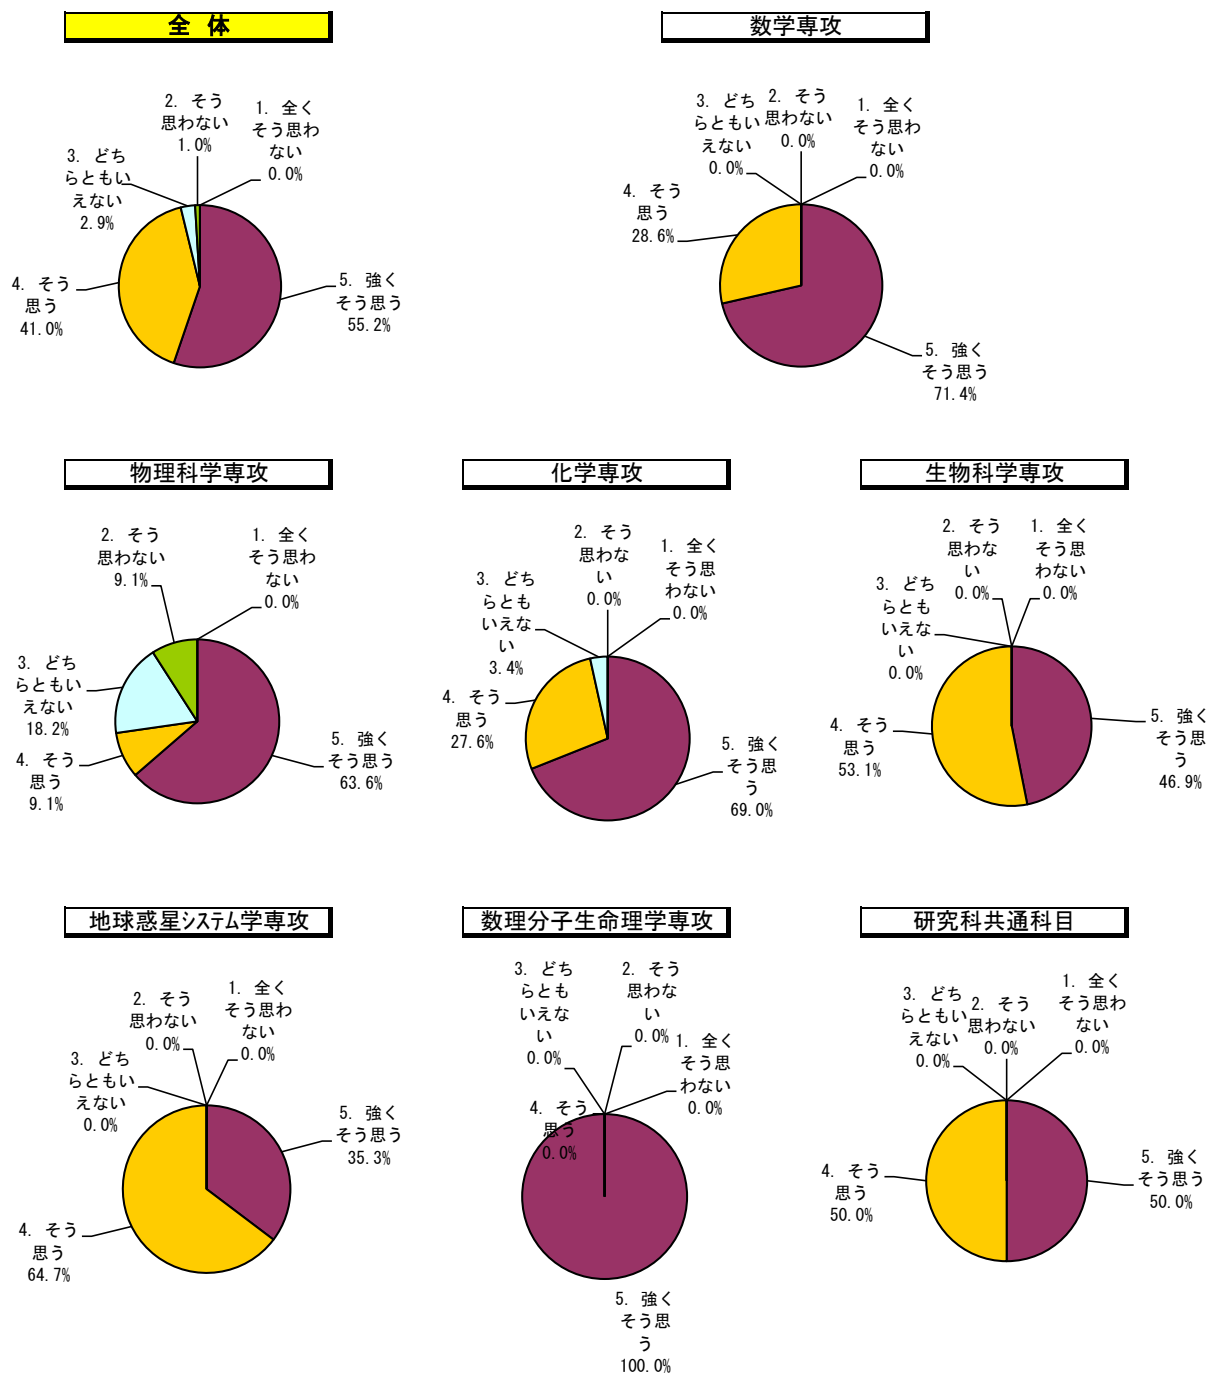 全 体
2. そう
思わない
1.0%
1. 全く
そう思わ
ない
0.0%
3. どち
らともい
えない
2.9%
4. そう
思う
41.0%
5. 強く
そう思う
55.2%
数学専攻
3. どち
らともい
えない
0.0%
2. そう
思わない
0.0%
1. 全く
そう思わ
ない
0.0%
4. そう
思う
28.6%
5. 強く
そう思う
71.4%
物理科学専攻
2. そう
思わない
9.1%
1. 全く
そう思わ
ない
0.0%
3. どち
らともい
えない
18.2%
4. そう
思う
9.1%
5. 強く
そう思う
63.6%
化学専攻
2. そう
思わな
い
0.0%
1. 全く
そう思
わない
0.0%
3. どち
らとも
いえな
い
3.4%
4. そう
思う
27.6%
5. 強く
そう思
う
69.0%
生物科学専攻
2. そう
思わな
い
0.0%
1. 全く
そう思
わない
0.0%
3. どち
らとも
いえな
い
0.0%
4. そう
思う
53.1%
5. 強く
そう思
う
46.9%
地球惑星システム学専攻
2. そう
思わない
0.0%
1. 全く
そう思わ
ない
0.0%
3. どち
らともい
えない
0.0%
5. 強く
そう思う
35.3%
4. そう
思う
64.7%
数理分子生命理学専攻
3. どち
らとも
いえな
い
0.0%
2. そう
思わな
い
0.0%
1. 全く
そう思
わない
0.0%
4. そう
思う
0.0%
5. 強く
そう思
う
100.0%
研究科共通科目
3. どち
らともい
えない
0.0%
2. そう
思わない
0.0%
1. 全く
そう思わ
ない
0.0%
4. そう
思う
50.0%
5. 強く
そう思う
50.0%